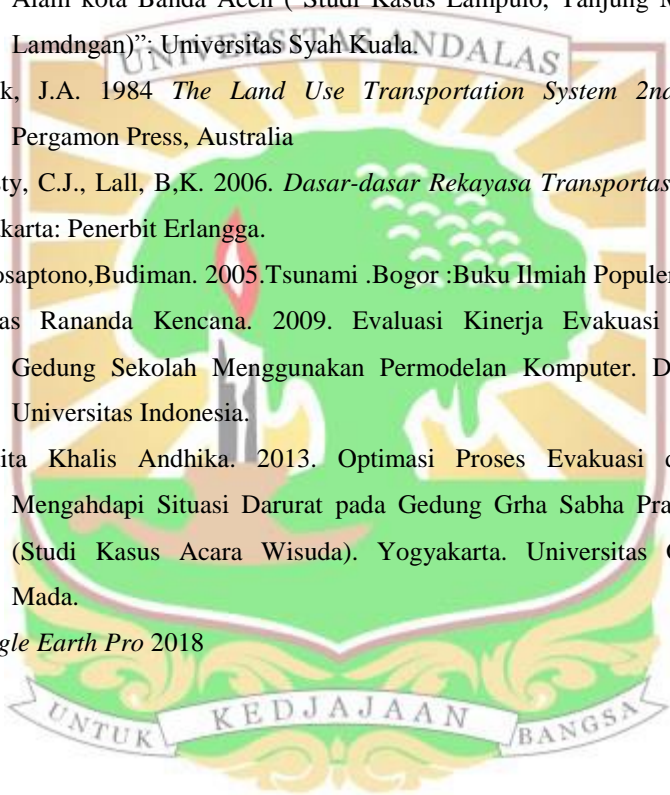 Alam kota Banda Aceh ( Studi Kasus Lampulo, Tanjung
Lamdngan)”: Universitas Syah Kuala.
UNIVERSITAS ANDALAS
J.A. 1984 The Land Use Transportation System 2nd
Pergamon Press, Australia
C.J., Lall, B,K. 2006. Dasar-dasar Rekayasa Transportas
karta: Penerbit Erlangga.
osaptono,Budiman. 2005.Tsunami .Bogor :Buku Ilmiah Populer
as Rananda Kencana. 2009. Evaluasi Kinerja Evakuasi
Gedung Sekolah Menggunakan Permodelan Komputer. D
Universitas Indonesia.
ita Khalis Andhika. 2013. Optimasi Proses Evakuasi d
Mengahdapi Situasi Darurat pada Gedung Grha Sabha Pra
(Studi Kasus Acara Wisuda). Yogyakarta. Universitas
Mada.
gle Earth Pro 2018
UNTUK KEDJAJAAN BANGSA